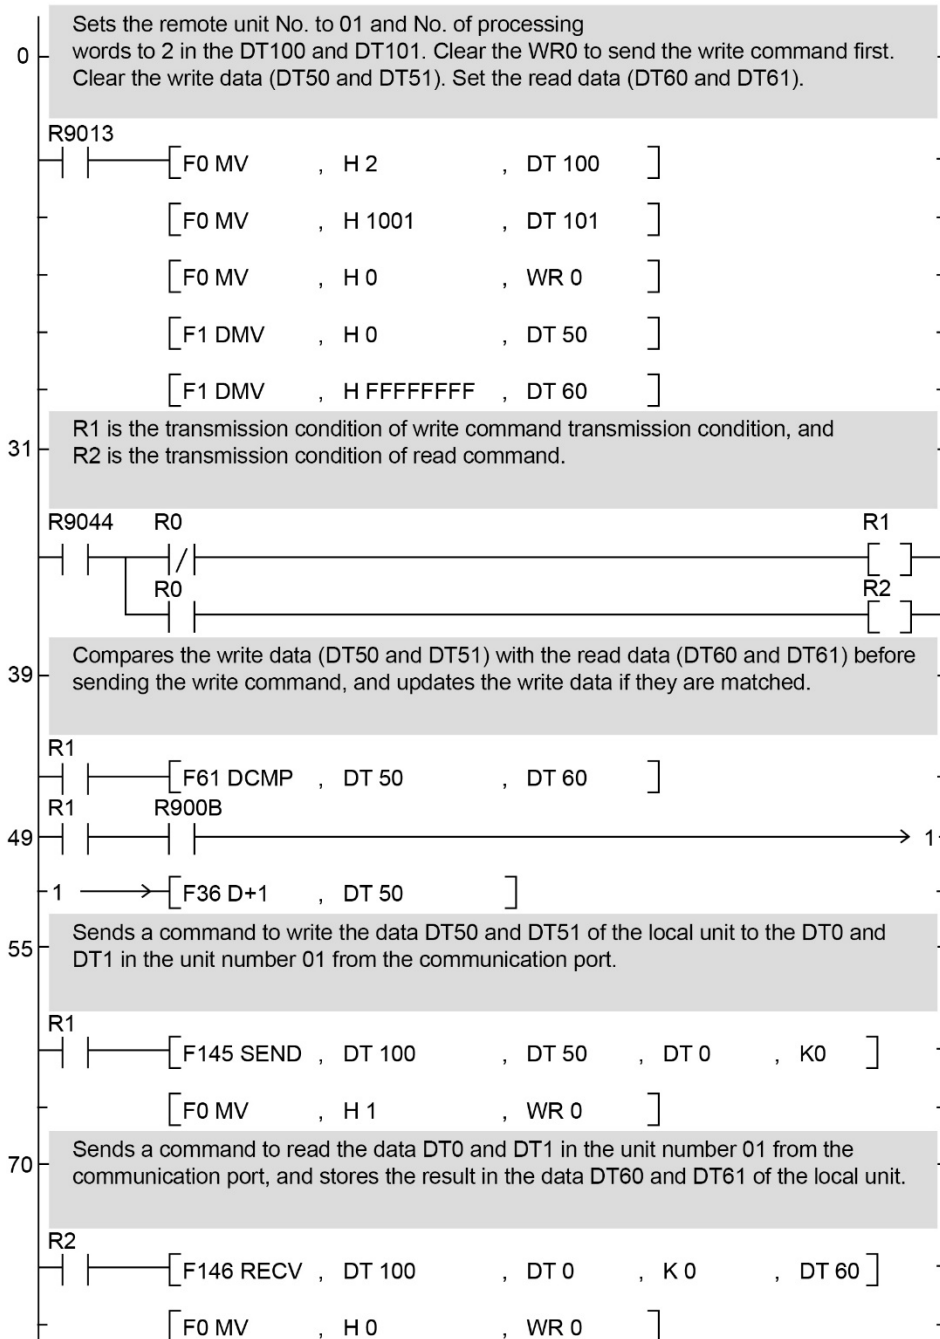 Sets the remote unit No. to 01 and No. of processing
0 words to 2 in the DT100 and DT101. Clear the WR0 to send the write command first.
Clear the write data (DT50 and DT51). Set the read data (DT60 and DT61).
R9013
F0 MV , H 2 , DT 100
F0 MV , H 1001 , DT 101
F0 MV , H 0 , WR 0
F1 DMV , H 0 , DT 50
F1 DMV , H FFFFFFFF , DT 60
R1 is the transmission condition of write command transmission condition, and
31 R2 is the transmission condition of read command.
R9044 R0 R1
R0 R2
Compares the write data (DT50 and DT51) with the read data (DT60 and DT61) before
39 sending the write command, and updates the write data if they are matched.
R1
F61 DCMP , DT 50 , DT 60
R1 R900B
49 1
1 F36 D+1 , DT 50
Sends a command to write the data DT50 and DT51 of the local unit to the DT0 and
55 DT1 in the unit number 01 from the communication port.
R1
F145 SEND , DT 100 , DT 50 , DT 0 , K0
F0 MV , H 1 , WR 0
Sends a command to read the data DT0 and DT1 in the unit number 01 from the
70 communication port, and stores the result in the data DT60 and DT61 of the local unit.
R2
F146 RECV , DT 100 , DT 0 , K 0 , DT 60
F0 MV , H 0 , WR 0